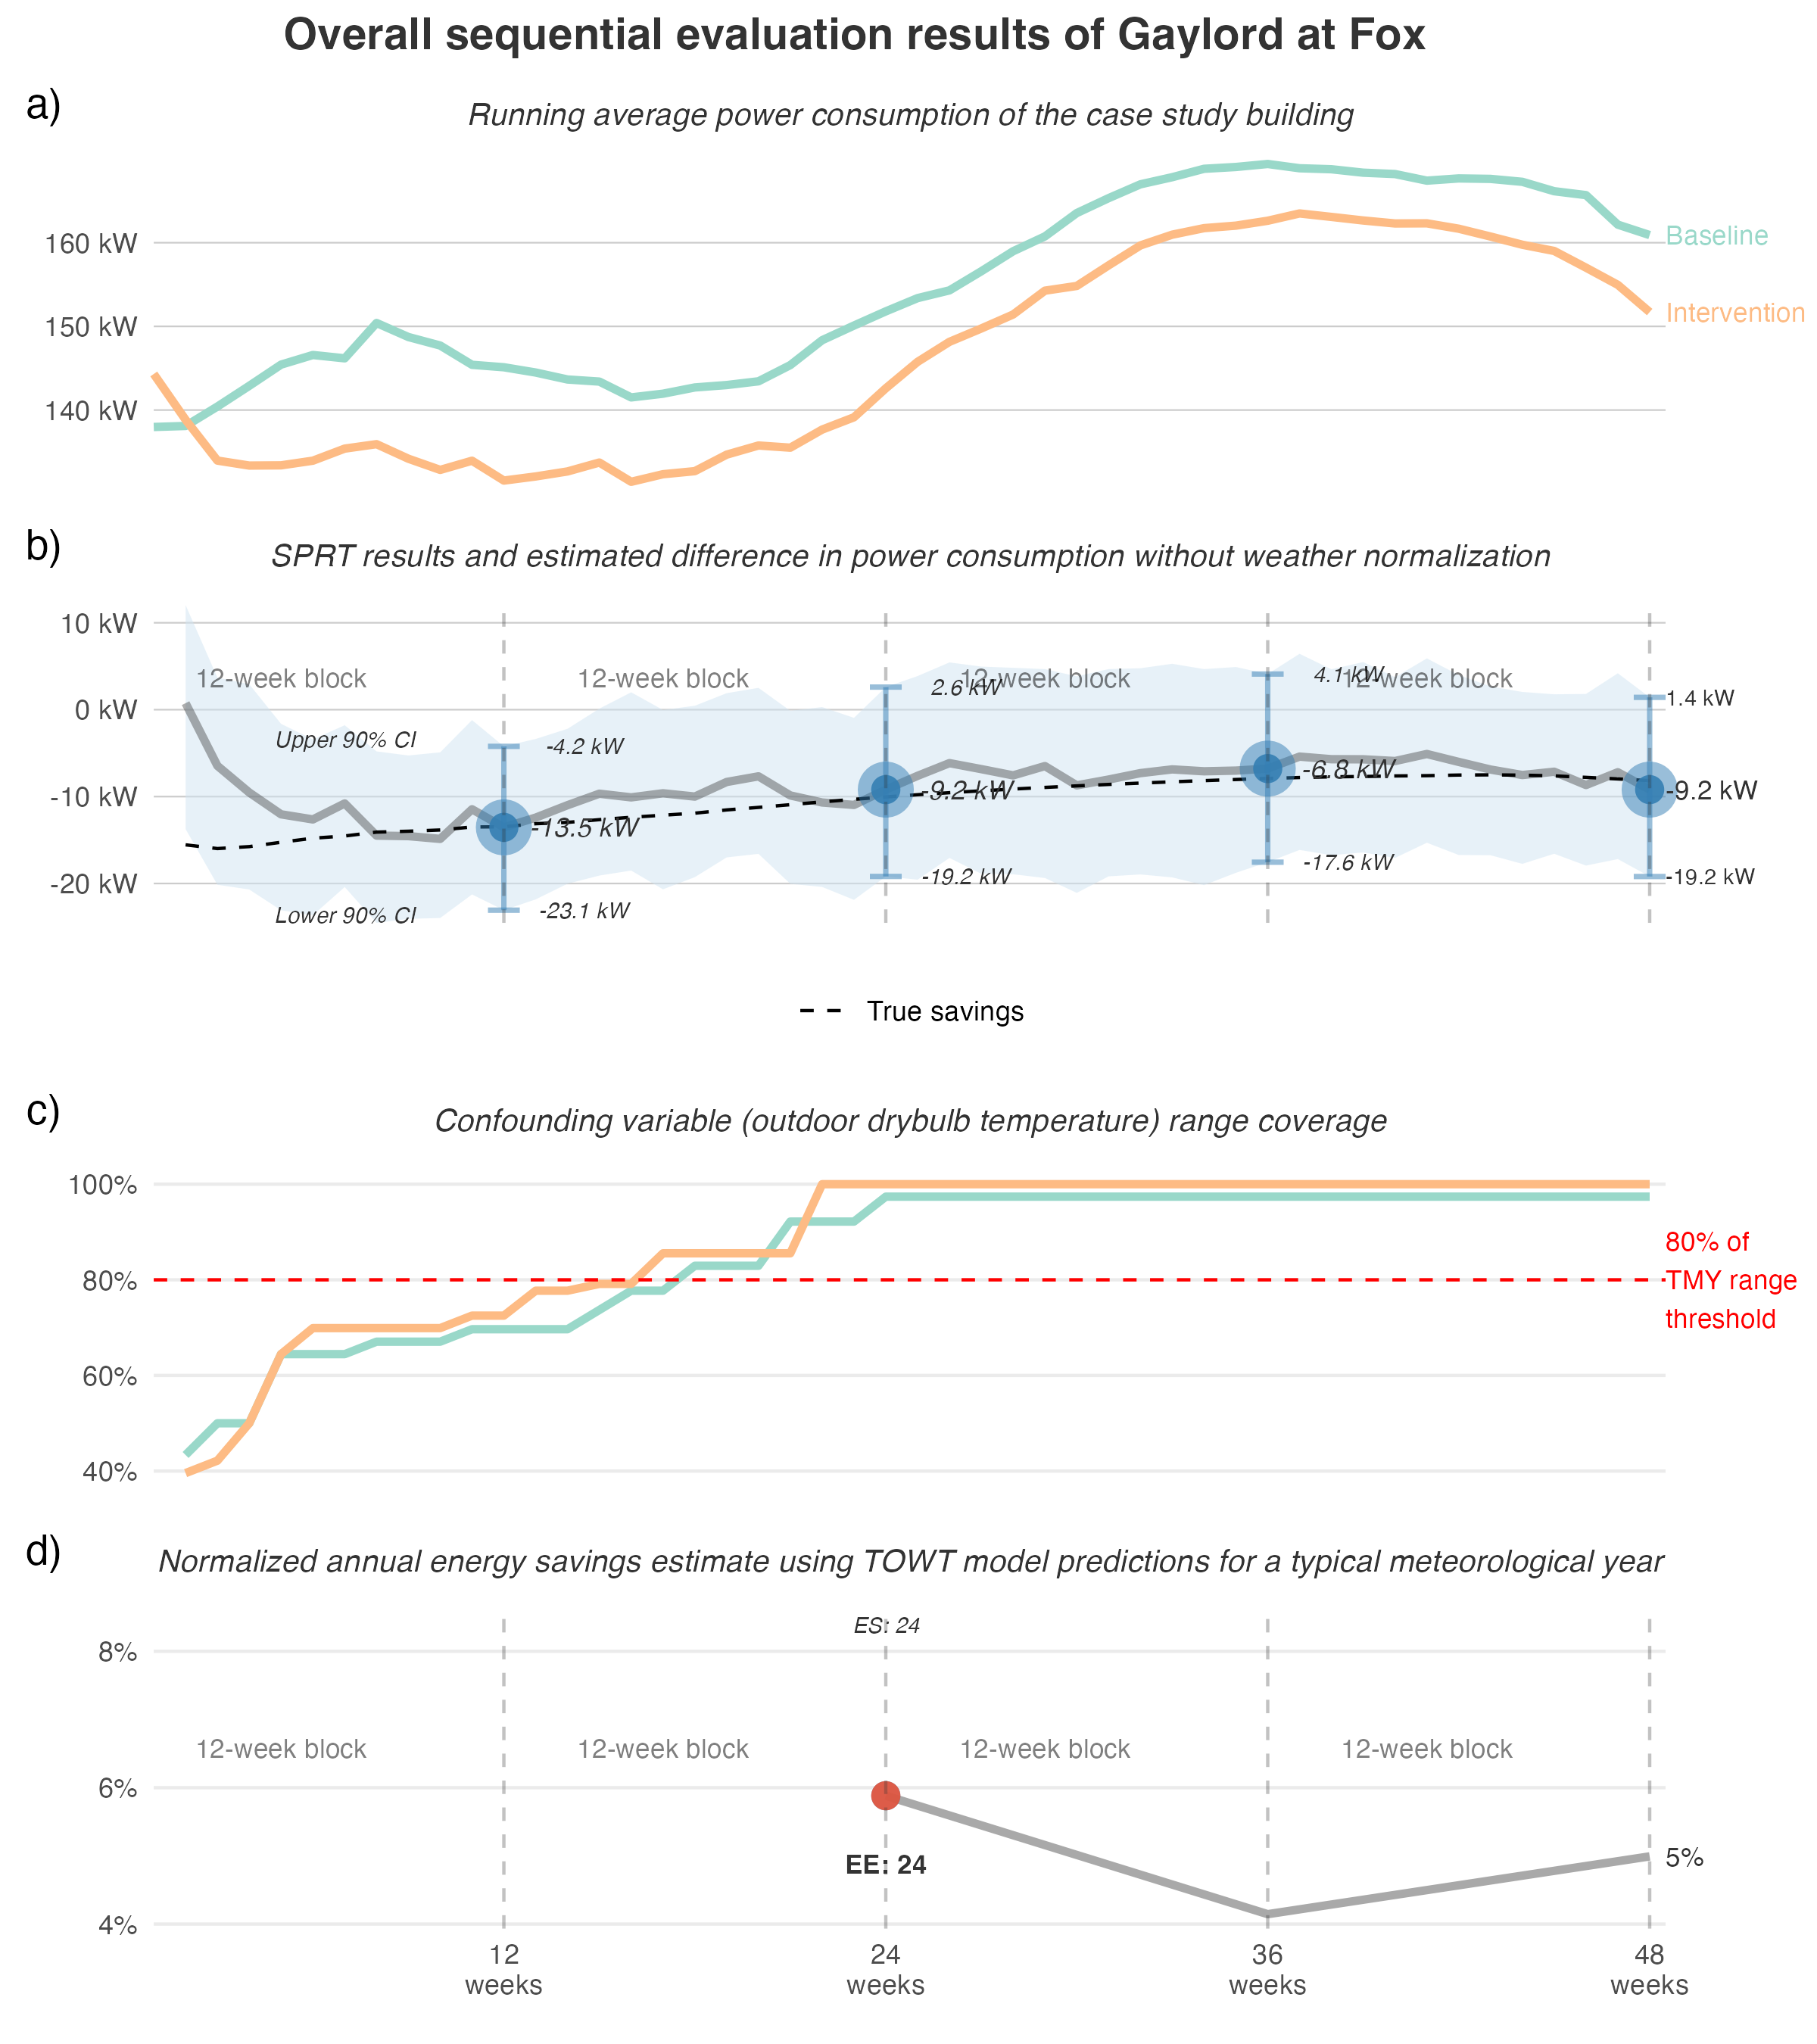 Overall sequential evaluation results of Gaylord at Fox
a)
Running average power consumption of the case study building
160 kW
150 kW
140 kW
Baseline
Intervention
b)
SPRT results and estimated difference in power consumption without weather normalization
10 kW
0 kW
-10 kW
-20 kW
12-week block
12-week block
12-week block
12-week block
Upper 90% CI
Lower 90% CI
-4.2 kW
-13.5 kW
-23.1 kW
2.6 kW
-9.2 kW
-19.2 kW
4.1 kW
-6.8 kW
-17.6 kW
1.4 kW
-9.2 kW
-19.2 kW
True savings
c)
Confounding variable (outdoor drybulb temperature) range coverage
100%
80%
60%
40%
80% of
TMY range
threshold
d)
Normalized annual energy savings estimate using TOWT model predictions for a typical meteorological year
ES: 24
8%
6%
4%
12-week block
12-week block
12-week block
12-week block
EE: 24
5%
12
weeks
24
weeks
36
weeks
48
weeks